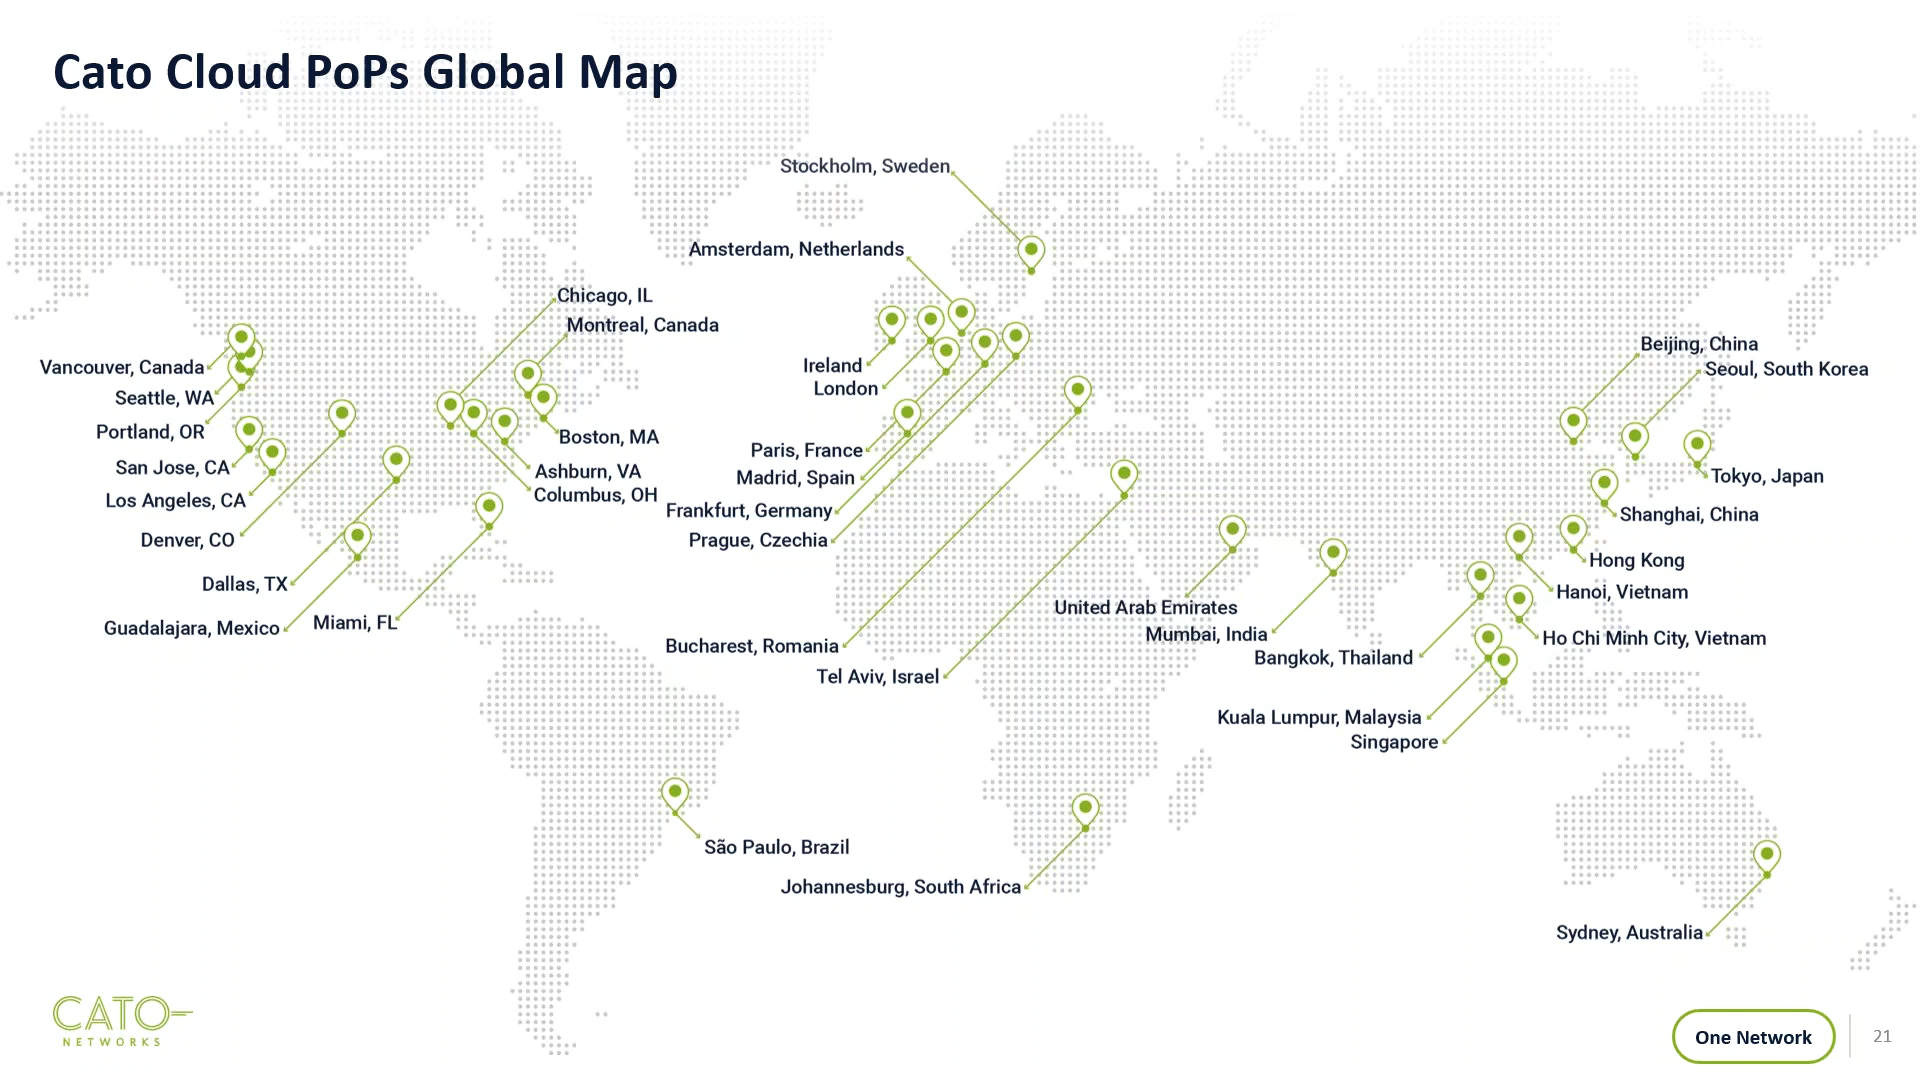 Cato Cloud PoPs Global Map
Stockholm, Sweden
Amsterdam, Netherlands
Chicago, IL
Montreal, Canada
Beijing, China
Vancouver, Canada
Ireland
Seoul, South Korea
London
Seattle, WA
Portland, OR
Boston, MA
Paris, France
San Jose, CA
Ashburn, VA
Madrid, Spain
Tokyo, Japan
Columbus, OH
Los Angeles, CA
Frankfurt, Germany
Shanghai, China
Denver, CO
Prague, Czechia
Hong Kong
Dallas, TX
Hanoi, Vietnam
United Arab Emirates
Guadalajara, Mexico
Miami, FL
Mumbai, India
Ho Chi Minh City, Vietnam
Bucharest, Romania
Bangkok, Thailand
Tel Aviv, Israel
Kuala Lumpur, Malaysia
Singapore
São Paulo, Brazil
Johannesburg, South Africa
Sydney, Australia
CATO
NETWORKS
One Network
21